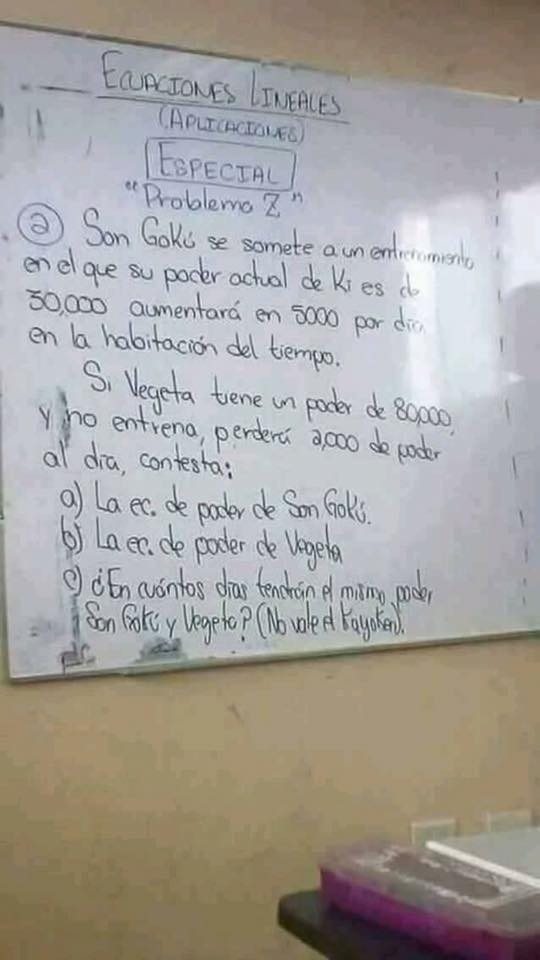 ECUACIONES LINEALES
(APLICACIONES)
ESPECIAL
"Problema Z"
② Son Gokú se somete a un entrenamiento
en el que su poder actual de Ki es de
30,000 aumentará en 5000 por día
en la habitación del tiempo.
Si Vegeta tiene un poder de 80,000,
y no entrena, perderá 2,000 de poder
al día, contesta:
a) La ec. de poder de Son Gokú.
b) La ec. de poder de Vegeta
c) ¿En cuántos días tendrán el mismo poder
Son Gokú y Vegeta? (No vale el Kayoken).